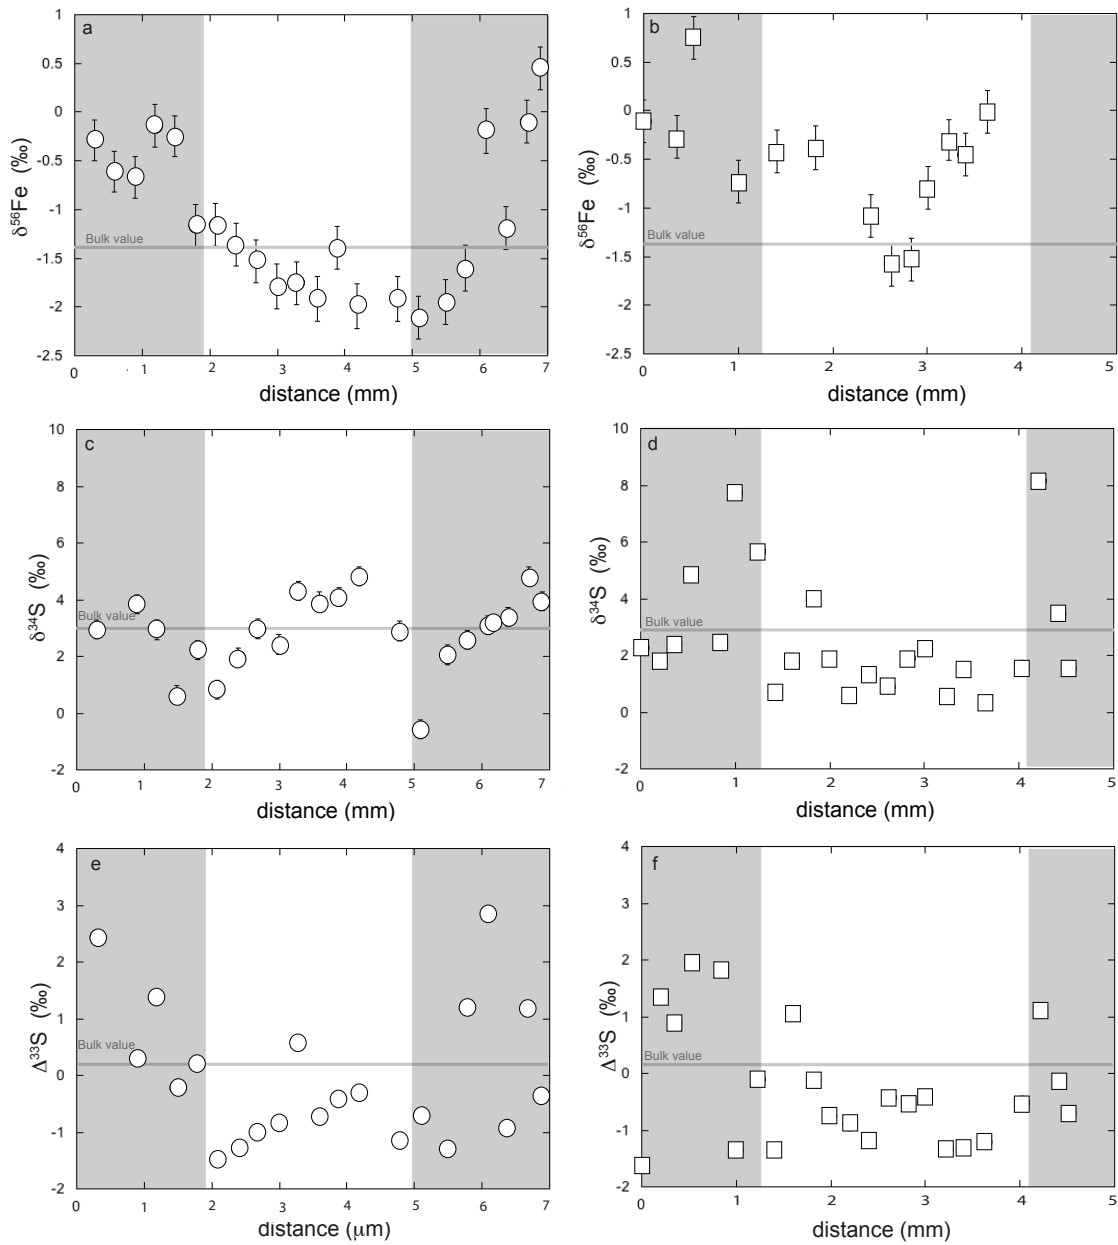 a
1
0.5
0
-0.5
-1
-1.5
-2
-2.5
δ⁵⁶Fe (‰)
Bulk value
0 1 2 3 4 5 6 7
distance (mm)
b
1
0.5
0
-0.5
-1
-1.5
-2
-2.5
δ⁵⁶Fe (‰)
Bulk value
0 1 2 3 4 5
distance (mm)
c
10
8
6
4
2
0
-2
δ³⁴S (‰)
Bulk value
0 1 2 3 4 5 6 7
distance (mm)
d
10
8
6
4
2
0
-2
δ³⁴S (‰)
Bulk value
0 1 2 3 4 5
distance (mm)
e
4
3
2
1
0
-1
-2
Δ³³S (‰)
Bulk value
0 1 2 3 4 5 6 7
distance (μm)
f
4
3
2
1
0
-1
-2
Δ³³S (‰)
Bulk value
0 1 2 3 4 5
distance (mm)